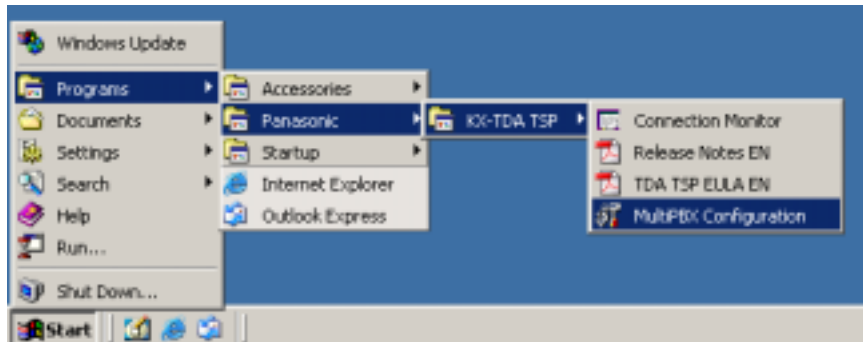 Windows Update
Programs
Documents
Settings
Search
Help
Run...
Shut Down...
Start
Accessories
Panasonic
Startup
Internet Explorer
Outlook Express
KX-TDA TSP
Connection Monitor
Release Notes EN
TDA TSP EULA EN
MultiPBX Configuration